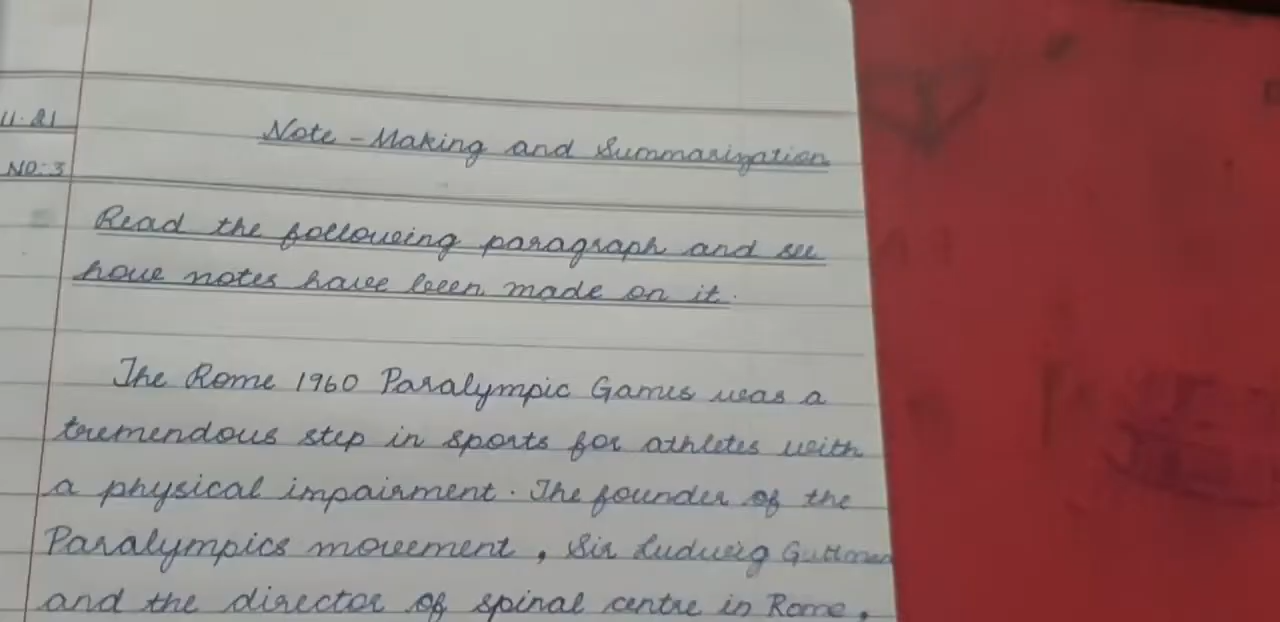 11.21
Note - Making and Summarization
NO: 3
Read the following paragraph and see
how notes have been made on it.
The Rome 1960 Paralympic Games was a
tremendous step in sports for athletes with
a physical impairment. The founder of the
Paralympics movement, Sir Ludwig Guttman
and the director of spinal centre in Rome,